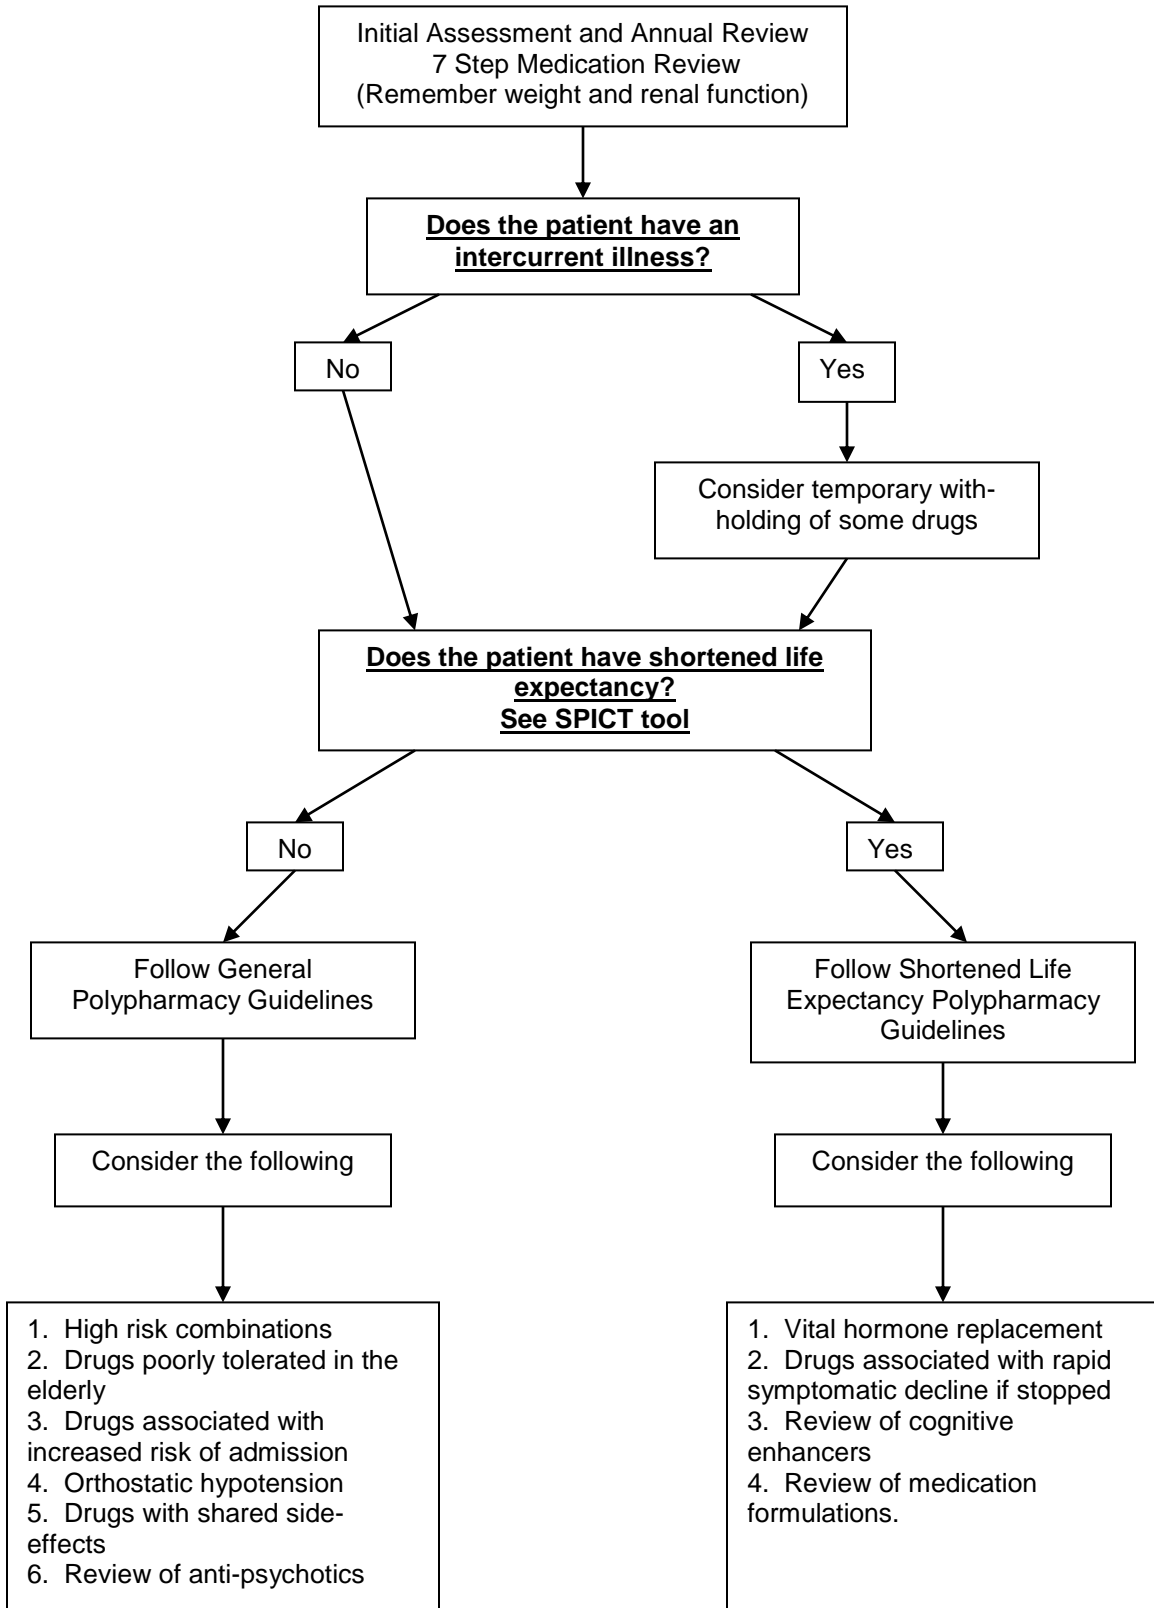 Initial Assessment and Annual Review
7 Step Medication Review
(Remember weight and renal function)
Does the patient have an
intercurrent illness?
No
Yes
Consider temporary with-
holding of some drugs
Does the patient have shortened life
expectancy?
See SPICT tool
No
Yes
Follow General
Polypharmacy Guidelines
Follow Shortened Life
Expectancy Polypharmacy
Guidelines
Consider the following
Consider the following
1. High risk combinations
2. Drugs poorly tolerated in the
elderly
3. Drugs associated with
increased risk of admission
4. Orthostatic hypotension
5. Drugs with shared side-
effects
6. Review of anti-psychotics
1. Vital hormone replacement
2. Drugs associated with rapid
symptomatic decline if stopped
3. Review of cognitive
enhancers
4. Review of medication
formulations.